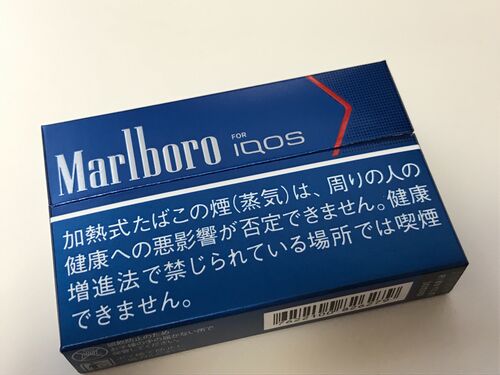 Marlboro FOR IQOS
加熱式たばこの煙(蒸気)は、周りの人の
健康への悪影響が否定できません。健康
増進法で禁じられている場所では喫煙
できません。